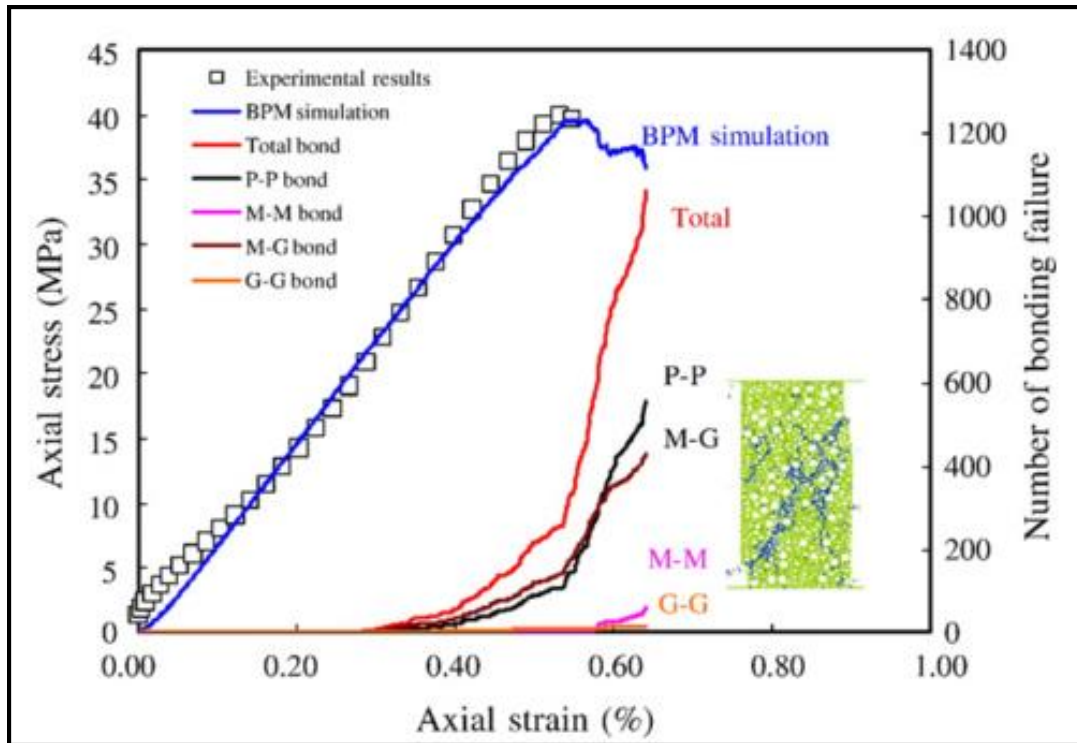 45
40
35
30
25
20
15
10
5
0
Axial stress (MPa)
Experimental results
BPM simulation
Total bond
P-P bond
M-M bond
M-G bond
G-G bond
BPM simulation
Total
P-P
M-G
M-M
G-G
1400
1200
1000
800
600
400
200
0
Number of bonding failure
0.00 0.20 0.40 0.60 0.80 1.00
Axial strain (%)